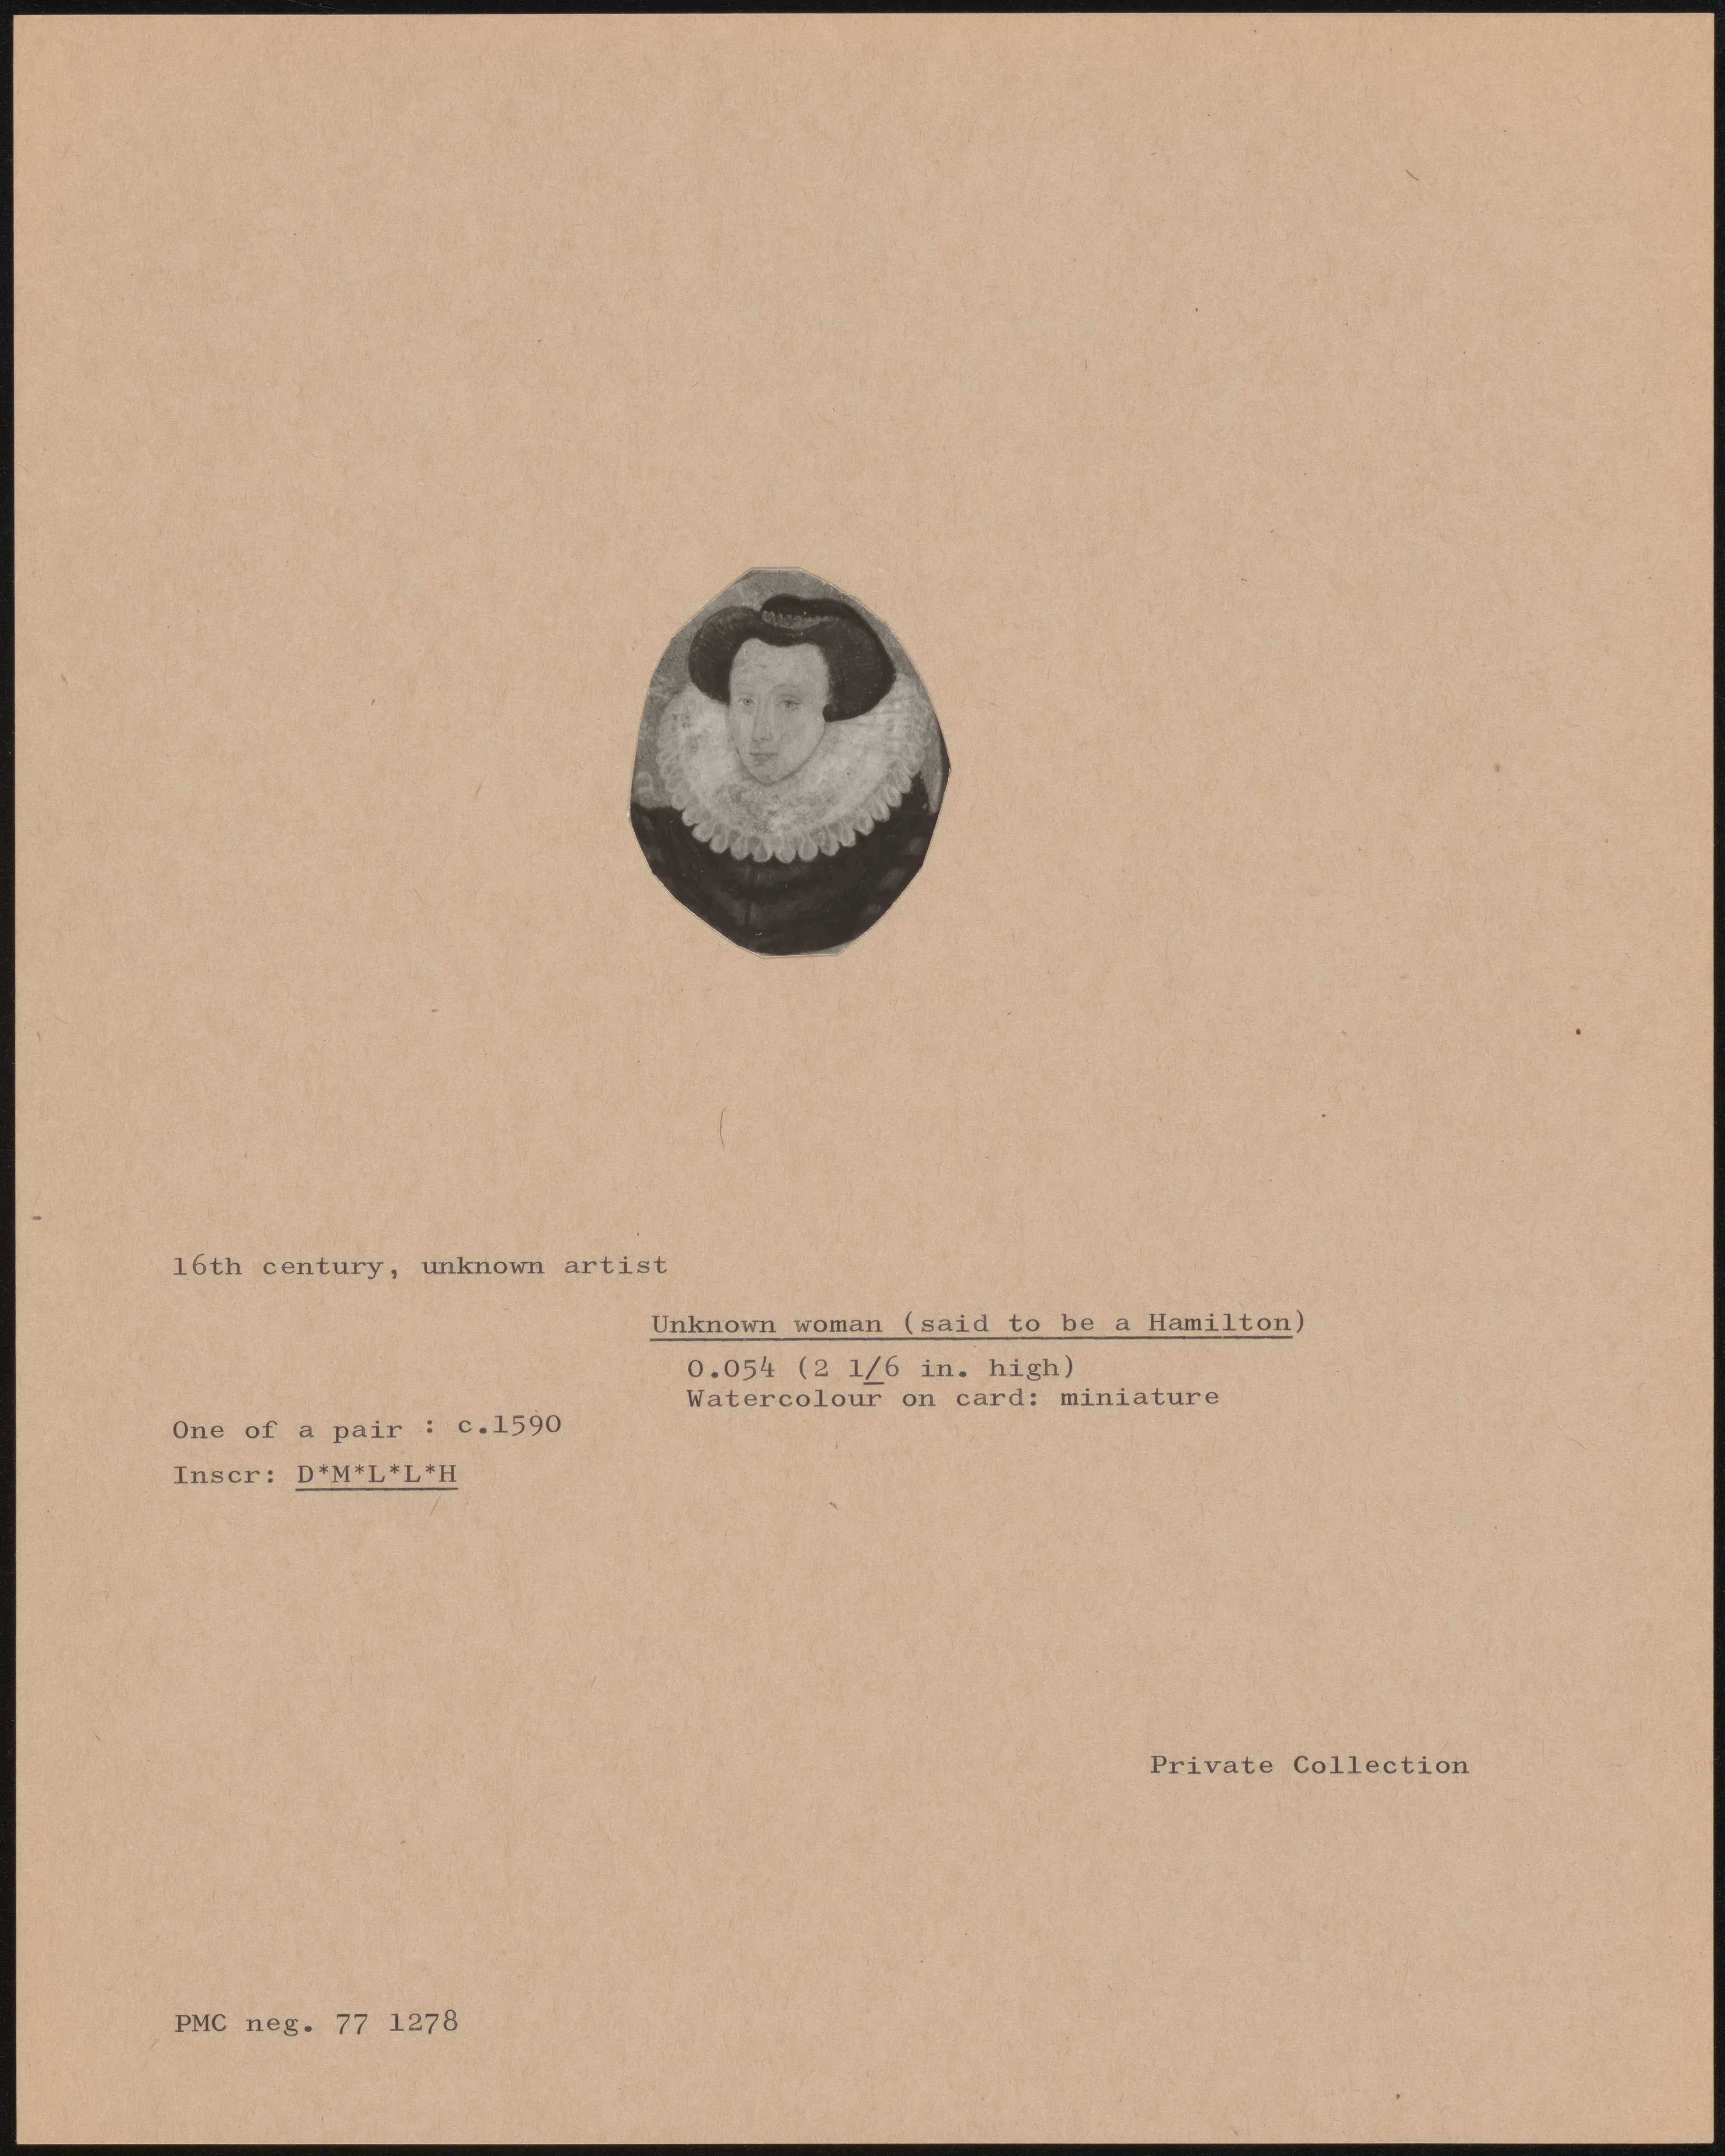 16th century, unknown artist
Unknown woman (said to be a Hamilton)
0.054 (2 1/6 in. high)
Watercolour on card: miniature
One of a pair : c.1590
Inscr: D*M*L*L*H
Private Collection
PMC neg. 77 1278